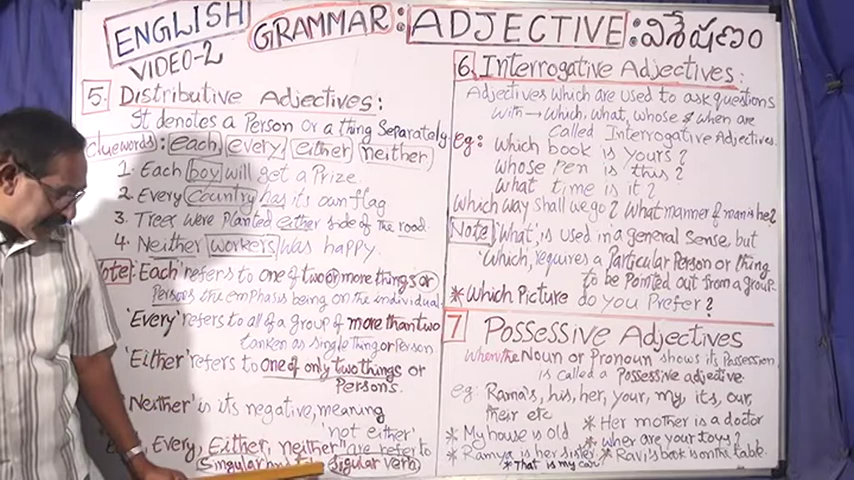 ENGLISH GRAMMAR: ADJECTIVE: విశేషణం
VIDEO-2
5. Distributive Adjectives:
It denotes a Person Or a thing Separately
cluewords: each, every, either, neither
1. Each boy will get a Prize.
2. Every Country has its own flag
3. Trees were Planted either side of the road.
4. Neither workers was happy.
Note: 'Each' refers to one of two or more things or
Persons the emphasis being on the individual
'Every' refers to all of a group of more than two
tanken as single thing or Person
'Either' refers to one of only two things or
Persons.
'Neither' is its negative, meaning
'not either'
Every, Either, neither" are refer to
Singular Sigular verb
6. Interrogative Adjectives:
Adjectives which are used to ask questions
With → Which, What, whose & when are
Called Interrogative Adjectives.
Eg: Which book is yours?
whose Pen is this?
What time is it?
Which way shall we go? What manner of man is he?
Note 'What', is used in a general Sense, but
'Which, requires a Particular Person or thing
to be Pointed out from a group.
* Which Picture do you Prefer?
7 Possessive Adjectives
When the Noun or Pronoun shows its Possession
is called a Possessive adjective.
eg: Rama's, his, her, your, my, its, our,
their etc
* Her mother is a doctor
* My house is old * wher are your toys?
* Ramya is her sister. * Ravi's book is on the table.
* That is my car.